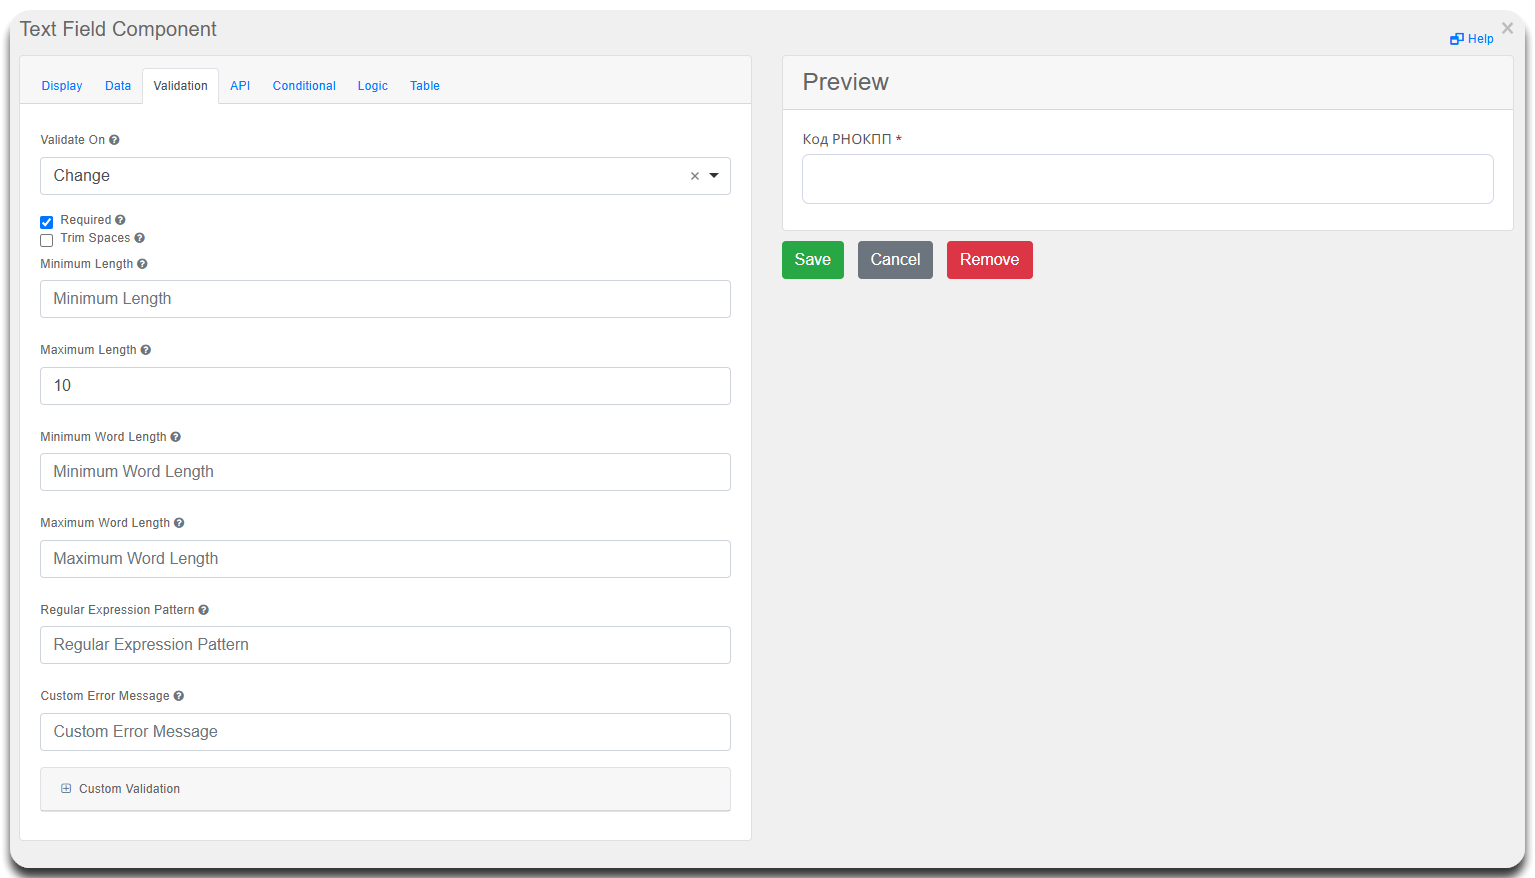 Text Field Component
Help
Display Data Validation API Conditional Logic Table
Validate On
Change
Required
Trim Spaces
Minimum Length
Minimum Length
Maximum Length
10
Minimum Word Length
Minimum Word Length
Maximum Word Length
Maximum Word Length
Regular Expression Pattern
Regular Expression Pattern
Custom Error Message
Custom Error Message
Custom Validation
Preview
Код РНОКПП *
Save Cancel Remove